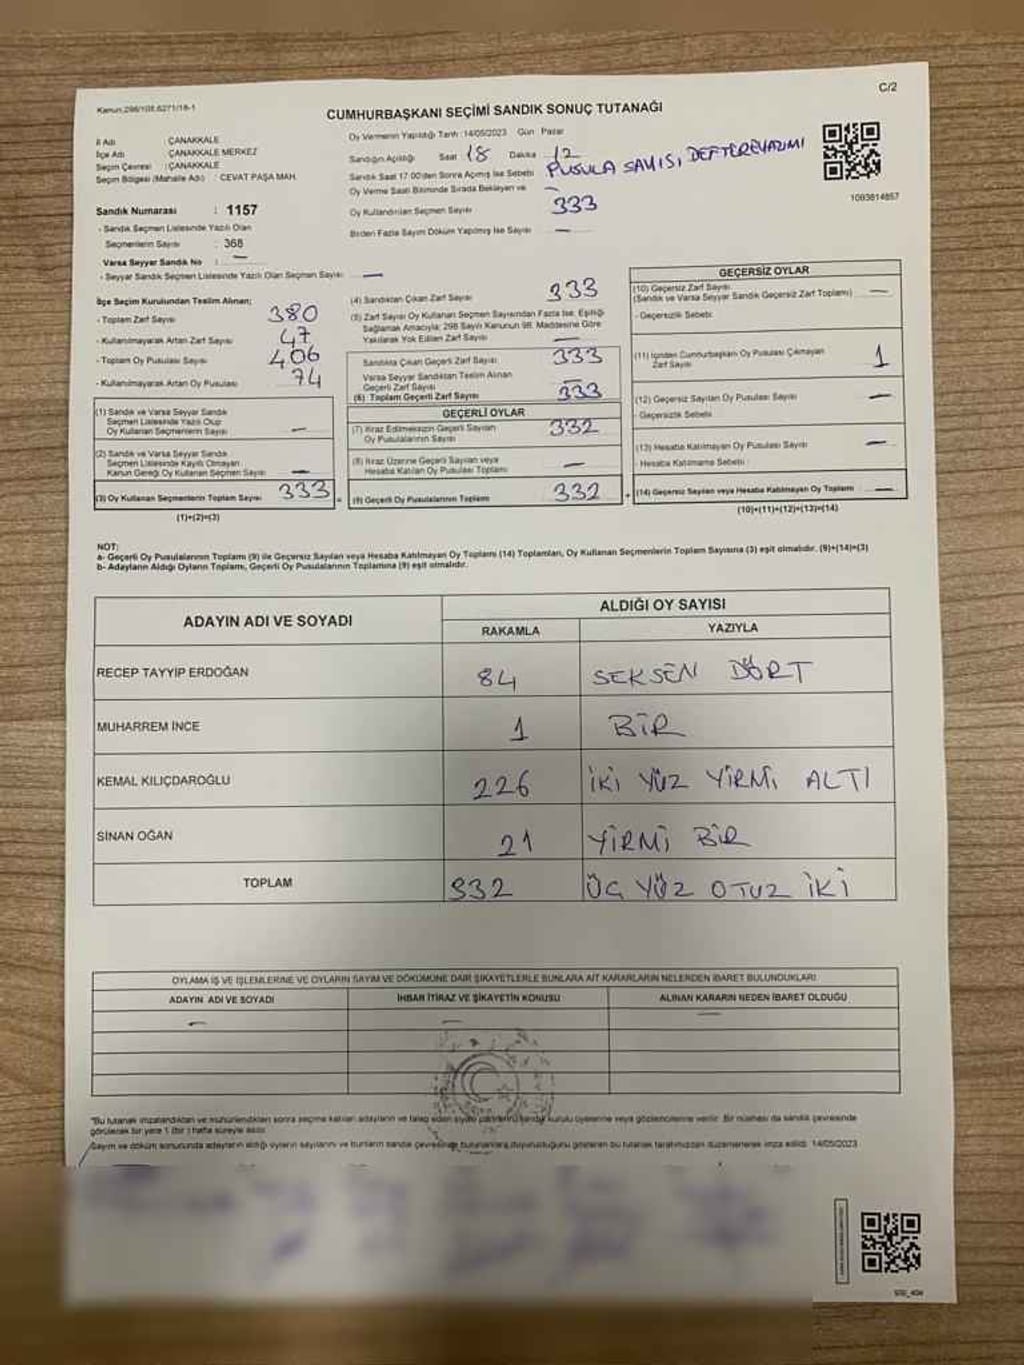 C/2
Kanun:298/108,6271/18-1
CUMHURBAŞKANI SEÇİMİ SANDIK SONUÇ TUTANAĞI
İl Adı ÇANAKKALE
İlçe Adı ÇANAKKALE MERKEZ
Seçim Çevresi : ÇANAKKALE
Seçim Bölgesi (Mahalle Adı) : CEVAT PAŞA MAH.
Sandık Numarası : 1157
- Sandık Seçmen Listesinde Yazılı Olan
Seçmenlerin Sayısı : 368
Varsa Seyyar Sandık No : —
- Seyyar Sandık Seçmen Listesinde Yazılı Olan Seçmen Sayısı: —
Oy Vermenin Yapıldığı Tarih :14/05/2023 Gün Pazar
Sandığın Açıldığı Saat 18 Dakika 12
Sandık Saat 17:00'den Sonra Açılmış İse Sebebi PUSULA SAYISI, DEFTERE YAZIMI
Oy Verme Saati Bitiminde Sırada Bekleyen ve —
Oy Kullandırılan Seçmen Sayısı 333
Birden Fazla Sayım Döküm Yapılmış İse Sayısı —
1093814857
İlçe Seçim Kurulundan Teslim Alınan;
- Toplam Zarf Sayısı 380
- Kullanılmayarak Artan Zarf Sayısı 47
- Toplam Oy Pusulası Sayısı 406
- Kullanılmayarak Artan Oy Pusulası 74
(1) Sandık ve Varsa Seyyar Sandık
Seçmen Listesinde Yazılı Olup
Oy Kullanan Seçmenlerin Sayısı —
(2) Sandık ve Varsa Seyyar Sandık
Seçmen Listesinde Kayıtlı Olmayan
Kanun Gereği Oy Kullanan Seçmen Sayısı —
(3) Oy Kullanan Seçmenlerin Toplam Sayısı 333 =
(1)+(2)=(3)
(4) Sandıktan Çıkan Zarf Sayısı 333
(5) Zarf Sayısı Oy Kullanan Seçmen Sayısından Fazla İse, Eşitliği
Sağlamak Amacıyla; 298 Sayılı Kanunun 98. Maddesine Göre
Yakılarak Yok Edilen Zarf Sayısı —
Sandıkta Çıkan Geçerli Zarf Sayısı 333
Varsa Seyyar Sandıktan Teslim Alınan
Geçerli Zarf Sayısı —
(6) Toplam Geçerli Zarf Sayısı 333
GEÇERLİ OYLAR
(7) İtiraz Edilmeksizin Geçerli Sayılan
Oy Pusulalarının Sayısı 332
(8) İtiraz Üzerine Geçerli Sayılan veya
Hesaba Katılan Oy Pusulası Toplamı —
(9) Geçerli Oy Pusulalarının Toplamı 332 +
GEÇERSİZ OYLAR
(10) Geçersiz Zarf Sayısı
(Sandık ve Varsa Seyyar Sandık Geçersiz Zarf Toplamı) —
- Geçersizlik Sebebi:
(11) İçinden Cumhurbaşkanı Oy Pusulası Çıkmayan
Zarf Sayısı 1
(12) Geçersiz Sayılan Oy Pusulası Sayısı —
- Geçersizlik Sebebi:
(13) Hesaba Katılmayan Oy Pusulası Sayısı —
- Hesaba Katılmama Sebebi :
(14) Geçersiz Sayılan veya Hesaba Katılmayan Oy Toplamı —
(10)+(11)+(12)+(13)=(14)
NOT:
a- Geçerli Oy Pusulalarının Toplamı (9) ile Geçersiz Sayılan veya Hesaba Katılmayan Oy Toplamı (14) Toplamları, Oy Kullanan Seçmenlerin Toplam Sayısına (3) eşit olmalıdır. (9)+(14)=(3)
b- Adayların Aldığı Oyların Toplamı, Geçerli Oy Pusulalarının Toplamına (9) eşit olmalıdır.
ADAYIN ADI VE SOYADI ALDIĞI OY SAYISI
RAKAMLA YAZIYLA
RECEP TAYYİP ERDOĞAN 84 SEKSEN DÖRT
MUHARREM İNCE 1 BİR
KEMAL KILIÇDAROĞLU 226 İKİ YÜZ YİRMİ ALTI
SİNAN OĞAN 21 YİRMİ BİR
TOPLAM 332 ÜÇ YÜZ OTUZ İKİ
OYLAMA İŞ VE İŞLEMLERİNE VE OYLARIN SAYIM VE DÖKÜMÜNE DAİR ŞİKAYETLERLE BUNLARA AİT KARARLARIN NELERDEN İBARET BULUNDUKLARI
ADAYIN ADI VE SOYADI İHBAR İTİRAZ VE ŞİKAYETİN KONUSU ALINAN KARARIN NEDEN İBARET OLDUĞU
— — —
"Bu tutanak imzalandıktan ve mühürlendikten sonra seçime katılan adayların ve talep eden siyasi partilerin sandık kurulu üyelerine veya gözlemcilerine verilir. Bir nüshası da sandık çevresinde
görülecek bir yere 1 (bir) hafta süreyle asılır.
Sayım ve döküm sonucunda adayların aldığı oyların sayılarını ve bunların sandık çevresinde bulunanlara duyurulduğunu gösteren bu tutanak tarafımızdan düzenlenerek imza edildi. 14/05/2023